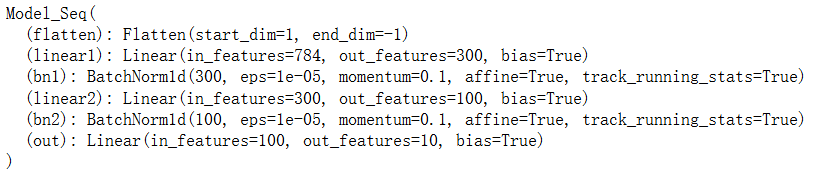 Model_Seq(
  (flatten): Flatten(start_dim=1, end_dim=-1)
  (linear1): Linear(in_features=784, out_features=300, bias=True)
  (bn1): BatchNorm1d(300, eps=1e-05, momentum=0.1, affine=True, track_running_stats=True)
  (linear2): Linear(in_features=300, out_features=100, bias=True)
  (bn2): BatchNorm1d(100, eps=1e-05, momentum=0.1, affine=True, track_running_stats=True)
  (out): Linear(in_features=100, out_features=10, bias=True)
)